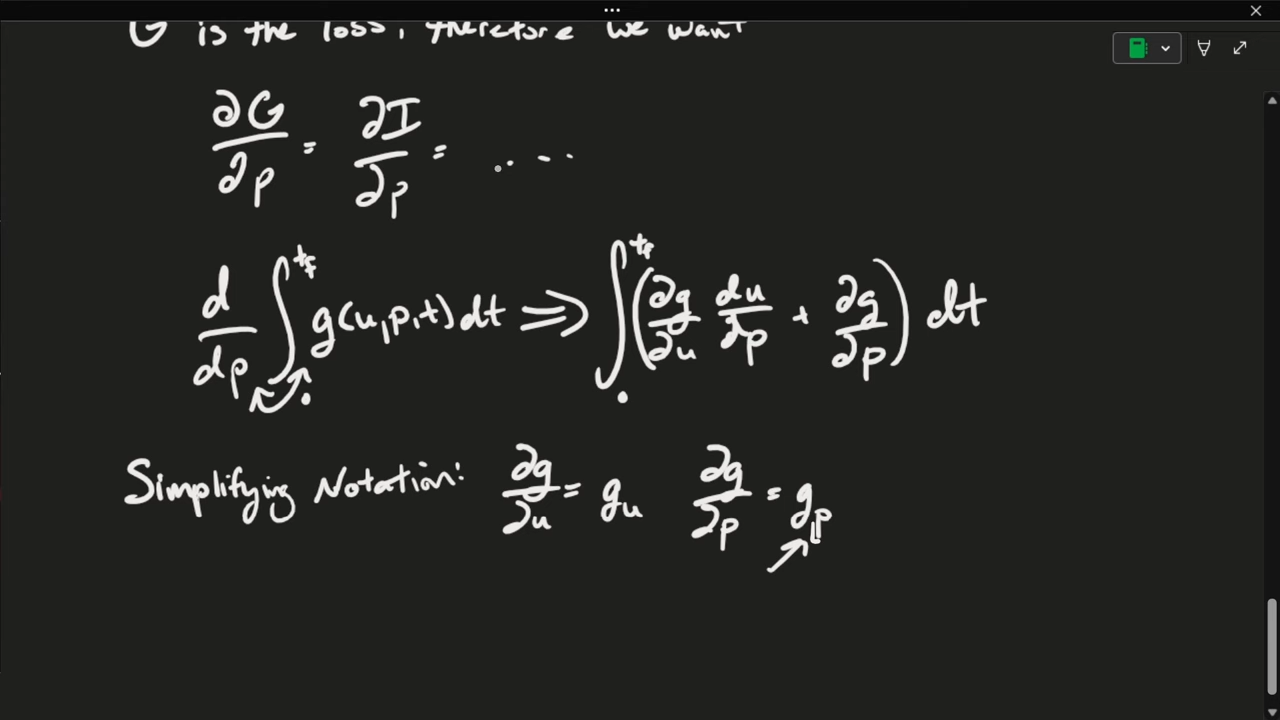 G is the loss, therefore we want
∂G/∂p = ∂I/∂p = ....
d/dp ∫₀^{t_f} g(u,p,t)dt ⟹ ∫₀^{t_f} (∂g/∂u du/dp + ∂g/∂p) dt
Simplifying Notation: ∂g/∂u = g_u ∂g/∂p = g_p